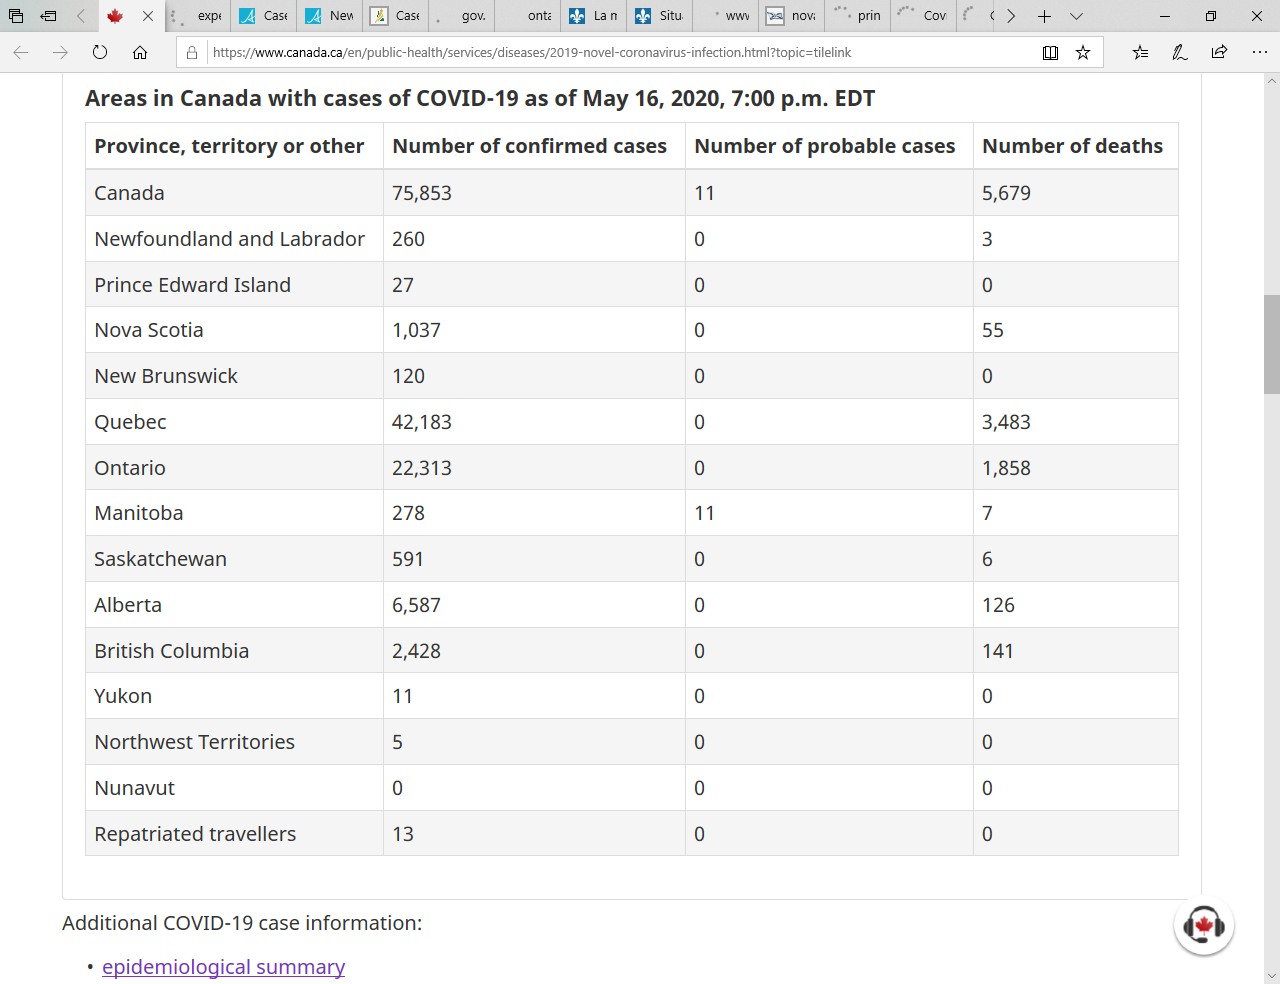 expe Case New Case gov. onta La n Situ www nova prin Cov
https://www.canada.ca/en/public-health/services/diseases/2019-novel-coronavirus-infection.html?topic=tilelink
Areas in Canada with cases of COVID-19 as of May 16, 2020, 7:00 p.m. EDT
Province, territory or other Number of confirmed cases Number of probable cases Number of deaths
Canada 75,853 11 5,679
Newfoundland and Labrador 260 0 3
Prince Edward Island 27 0 0
Nova Scotia 1,037 0 55
New Brunswick 120 0 0
Quebec 42,183 0 3,483
Ontario 22,313 0 1,858
Manitoba 278 11 7
Saskatchewan 591 0 6
Alberta 6,587 0 126
British Columbia 2,428 0 141
Yukon 11 0 0
Northwest Territories 5 0 0
Nunavut 0 0 0
Repatriated travellers 13 0 0
Additional COVID-19 case information:
• epidemiological summary